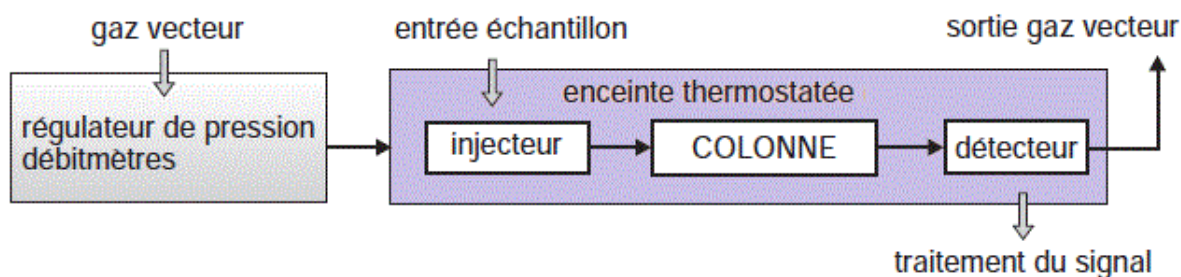 gaz vecteur
entrée échantillon
sortie gaz vecteur
enceinte thermostatée
régulateur de pression
débitmètres
injecteur
COLONNE
détecteur
traitement du signal